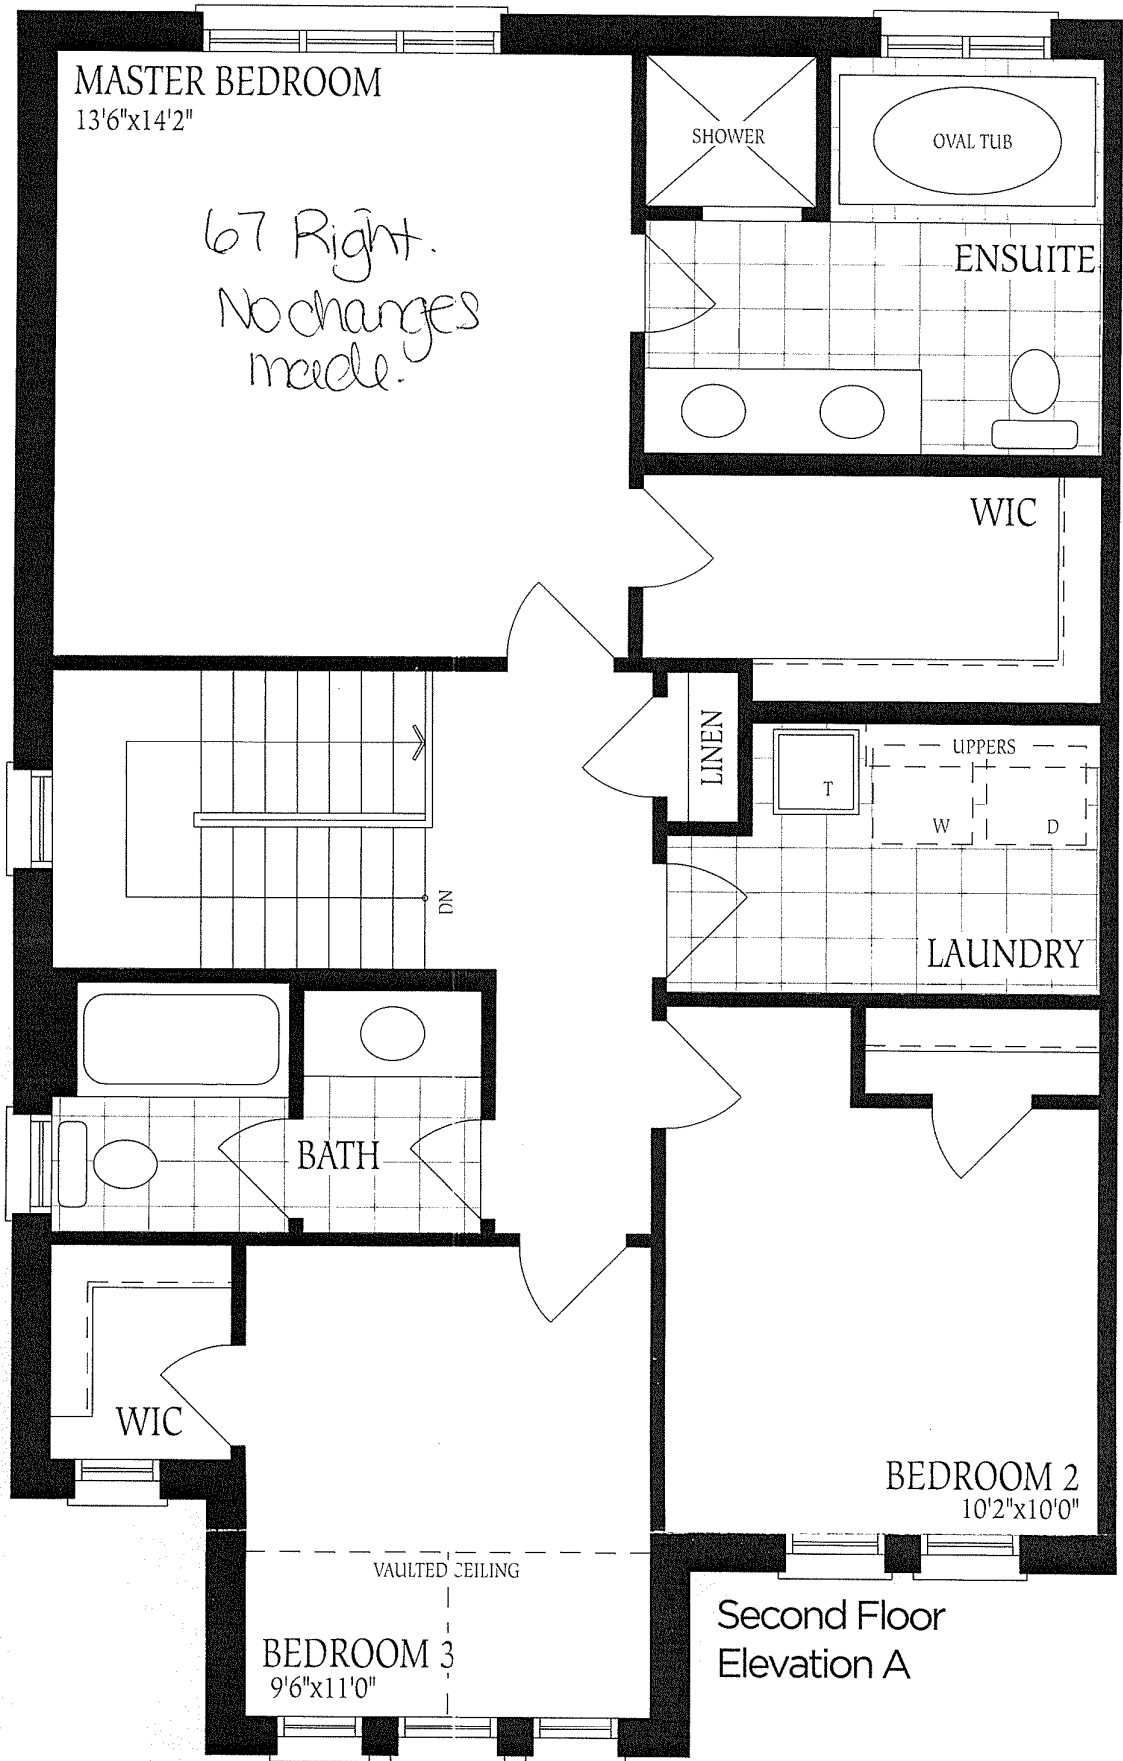 MASTER BEDROOM
13'6"x14'2"
SHOWER
OVAL TUB
67 Right.
No changes
made.
ENSUITE
WIC
LINEN
UPPERS
T
W
D
DN
LAUNDRY
BATH
WIC
BEDROOM 2
10'2"x10'0"
VAULTED CEILING
BEDROOM 3
9'6"x11'0"
Second Floor
Elevation A